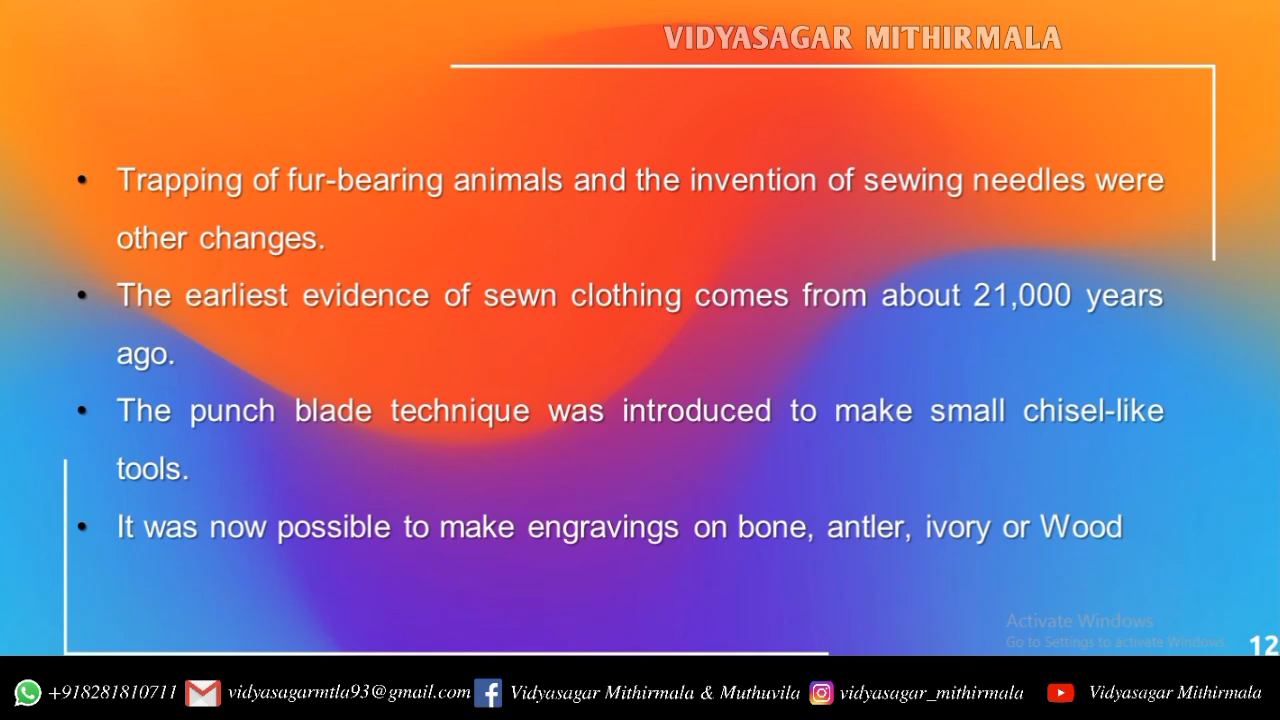 VIDYASAGAR MITHIRMALA
• Trapping of fur-bearing animals and the invention of sewing needles were
other changes.
• The earliest evidence of sewn clothing comes from about 21,000 years
ago.
• The punch blade technique was introduced to make small chisel-like
tools.
• It was now possible to make engravings on bone, antler, ivory or Wood
Activate Windows
Go to Settings to activate Windows.
12
+918281810711 vidyasagarmtla93@gmail.com Vidyasagar Mithirmala & Muthuvila vidyasagar_mithirmala Vidyasagar Mithirmala